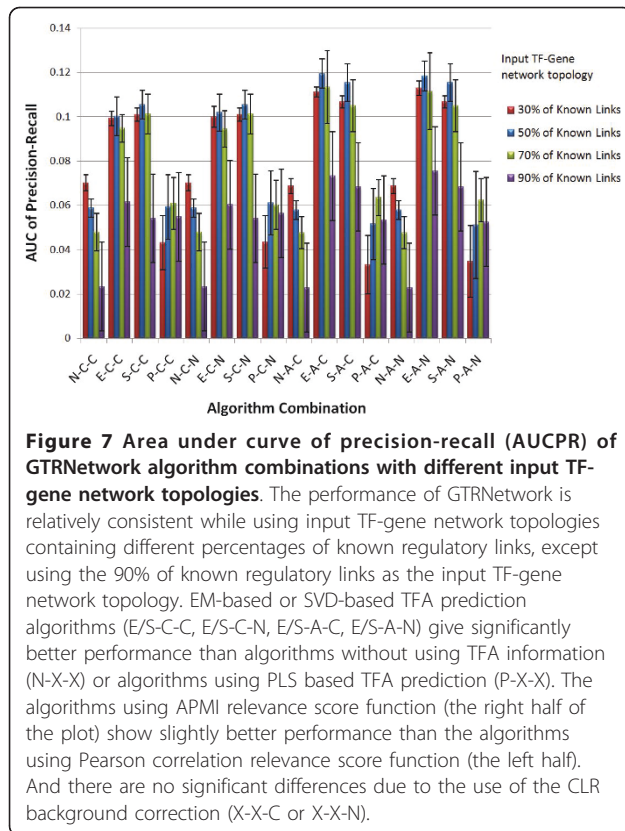 0.14
0.12
0.1
0.08
0.06
0.04
0.02
0
AUC of Precision-Recall
Input TF-Gene
network topology
30% of Known Links
50% of Known Links
70% of Known Links
90% of Known Links
N-C-C
E-C-C
S-C-C
P-C-C
N-C-N
E-C-N
S-C-N
P-C-N
N-A-C
E-A-C
S-A-C
P-A-C
N-A-N
E-A-N
S-A-N
P-A-N
Algorithm Combination
Figure 7 Area under curve of precision-recall (AUCPR) of
GTRNetwork algorithm combinations with different input TF-
gene network topologies. The performance of GTRNetwork is
relatively consistent while using input TF-gene network topologies
containing different percentages of known regulatory links, except
using the 90% of known regulatory links as the input TF-gene
network topology. EM-based or SVD-based TFA prediction
algorithms (E/S-C-C, E/S-C-N, E/S-A-C, E/S-A-N) give significantly
better performance than algorithms without using TFA information
(N-X-X) or algorithms using PLS based TFA prediction (P-X-X). The
algorithms using APMI relevance score function (the right half of
the plot) show slightly better performance than the algorithms
using Pearson correlation relevance score function (the left half).
And there are no significant differences due to the use of the CLR
background correction (X-X-C or X-X-N).